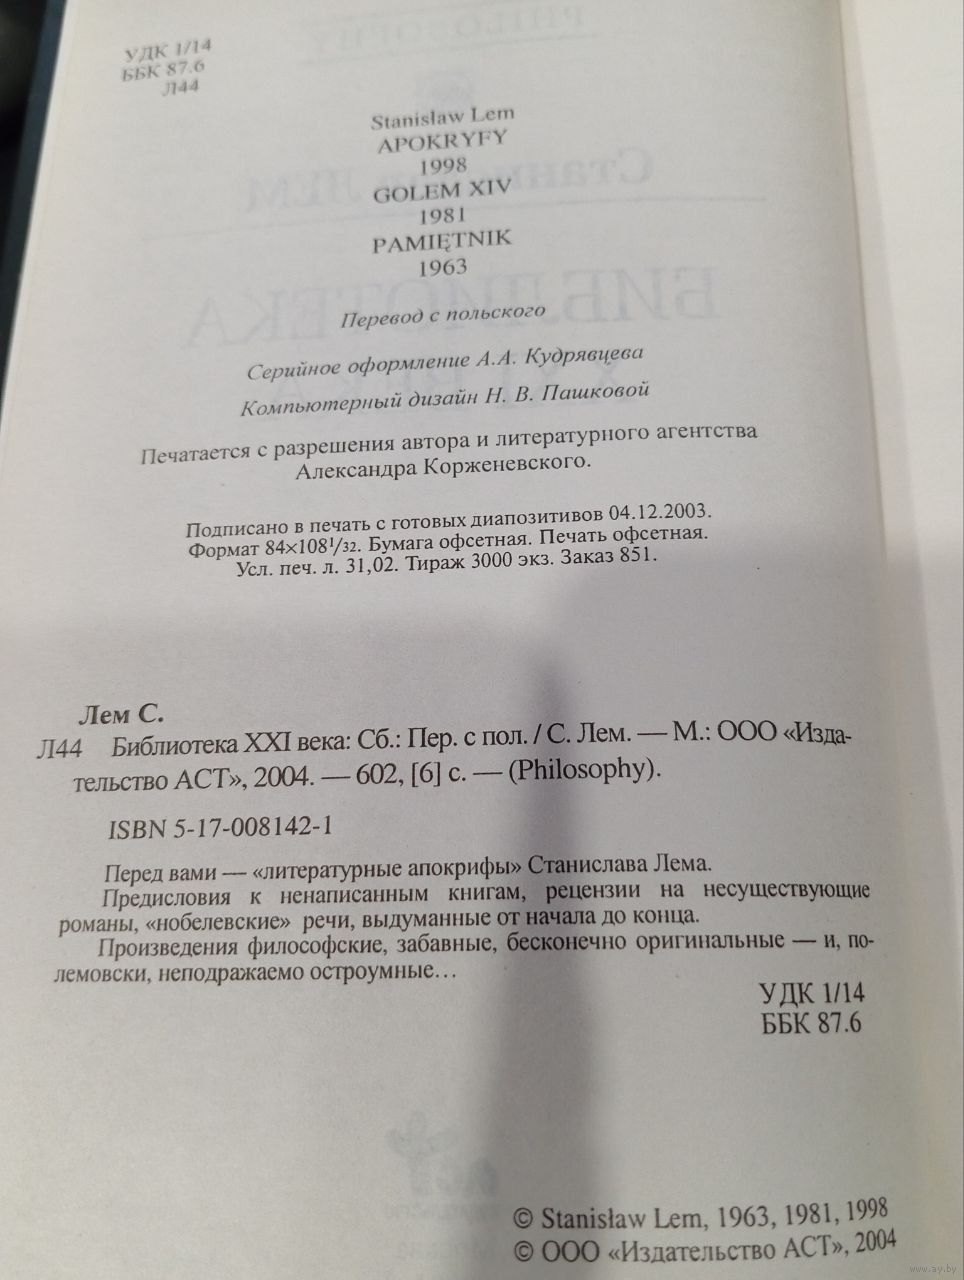 УДК 1/14
ББК 87.6
Л44
Stanisław Lem
APOKRYFY
1998
GOLEM XIV
1981
PAMIĘTNIK
1963
Перевод с польского
Серийное оформление А.А. Кудрявцева
Компьютерный дизайн Н. В. Пашковой
Печатается с разрешения автора и литературного агентства
Александра Корженевского.
Подписано в печать с готовых диапозитивов 04.12.2003.
Формат 84×108¹/₃₂. Бумага офсетная. Печать офсетная.
Усл. печ. л. 31,02. Тираж 3000 экз. Заказ 851.
Лем С.
Л44 Библиотека XXI века: Сб.: Пер. с пол. / С. Лем. — М.: ООО «Изда-
тельство АСТ», 2004. — 602, [6] с. — (Philosophy).
ISBN 5-17-008142-1
Перед вами — «литературные апокрифы» Станислава Лема.
Предисловия к ненаписанным книгам, рецензии на несуществующие
романы, «нобелевские» речи, выдуманные от начала до конца.
Произведения философские, забавные, бесконечно оригинальные — и, по-
лемовски, неподражаемо остроумные...
УДК 1/14
ББК 87.6
© Stanisław Lem, 1963, 1981, 1998
© ООО «Издательство АСТ», 2004
www.ay.by